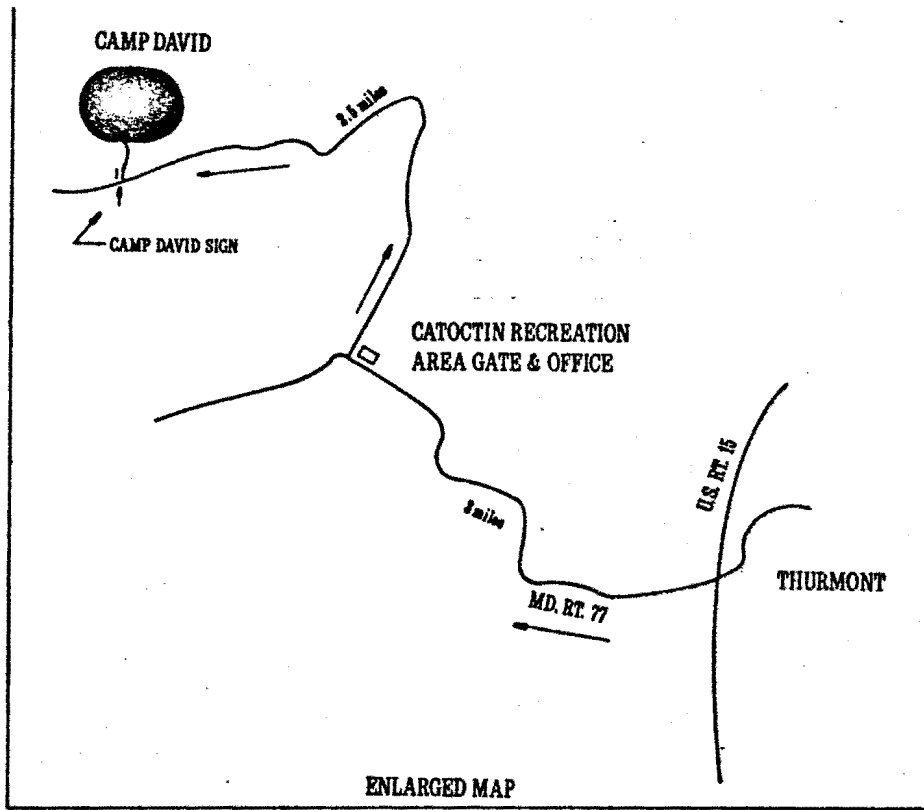 CAMP DAVID
2.5 miles
CAMP DAVID SIGN
CATOCTIN RECREATION
AREA GATE & OFFICE
U.S. RT. 15
3 miles
THURMONT
MD. RT. 77
ENLARGED MAP